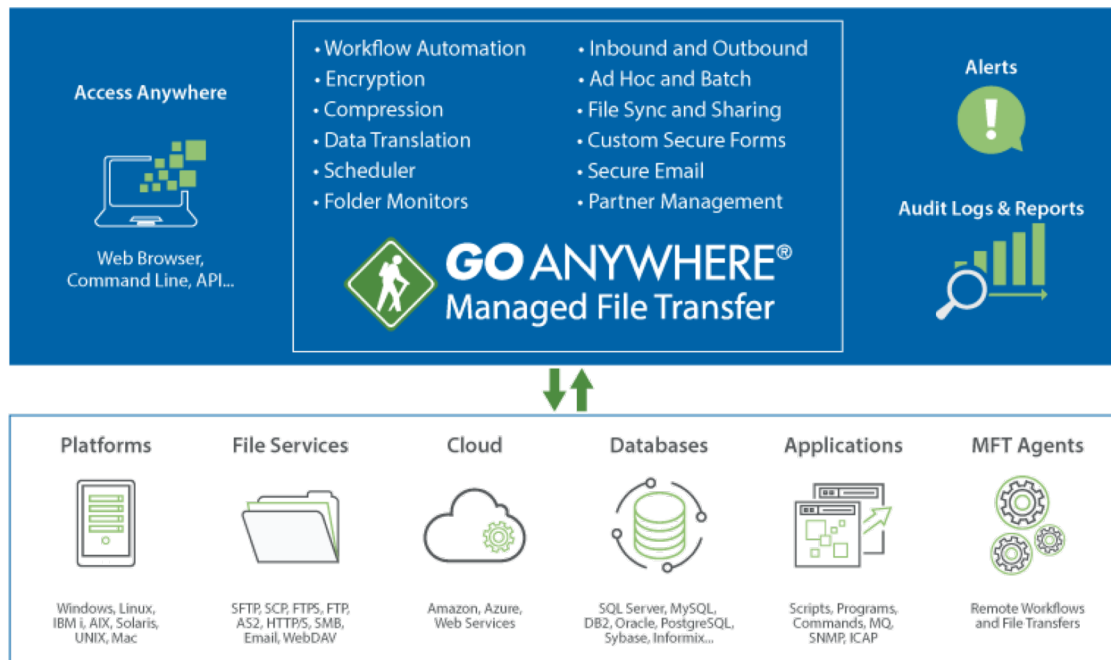 Access Anywhere
Web Browser,
Command Line, API...
• Workflow Automation
• Encryption
• Compression
• Data Translation
• Scheduler
• Folder Monitors
• Inbound and Outbound
• Ad Hoc and Batch
• File Sync and Sharing
• Custom Secure Forms
• Secure Email
• Partner Management
GO ANYWHERE®
Managed File Transfer
Alerts
!
Audit Logs & Reports
Platforms
Windows, Linux,
IBM i, AIX, Solaris,
UNIX, Mac
File Services
SFTP, SCP, FTPS, FTP,
AS2, HTTP/S, SMB,
Email, WebDAV
Cloud
Amazon, Azure,
Web Services
Databases
SQL Server, MySQL,
DB2, Oracle, PostgreSQL,
Sybase, Informix...
Applications
Scripts, Programs,
Commands, MQ,
SNMP, ICAP
MFT Agents
Remote Workflows
and File Transfers